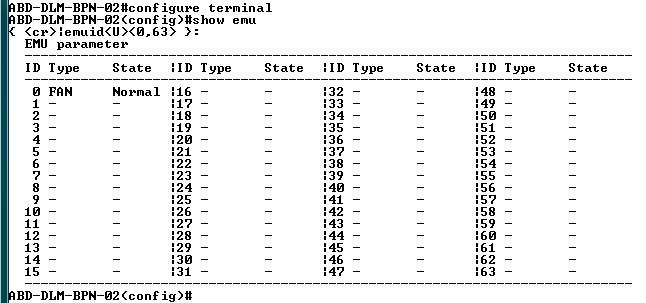 ABD-DLM-BPN-02#configure terminal
ABD-DLM-BPN-02(config)#show emu
{ <cr>|emuid<U><0,63> }:
  EMU parameter
  ----------------------------------------------------------------------------
  ID Type    State  |ID Type    State  |ID Type    State  |ID Type    State
  ----------------------------------------------------------------------------
   0 FAN     Normal |16 -       -      |32 -       -      |48 -       -
   1 -       -      |17 -       -      |33 -       -      |49 -       -
   2 -       -      |18 -       -      |34 -       -      |50 -       -
   3 -       -      |19 -       -      |35 -       -      |51 -       -
   4 -       -      |20 -       -      |36 -       -      |52 -       -
   5 -       -      |21 -       -      |37 -       -      |53 -       -
   6 -       -      |22 -       -      |38 -       -      |54 -       -
   7 -       -      |23 -       -      |39 -       -      |55 -       -
   8 -       -      |24 -       -      |40 -       -      |56 -       -
   9 -       -      |25 -       -      |41 -       -      |57 -       -
  10 -       -      |26 -       -      |42 -       -      |58 -       -
  11 -       -      |27 -       -      |43 -       -      |59 -       -
  12 -       -      |28 -       -      |44 -       -      |60 -       -
  13 -       -      |29 -       -      |45 -       -      |61 -       -
  14 -       -      |30 -       -      |46 -       -      |62 -       -
  15 -       -      |31 -       -      |47 -       -      |63 -       -
  ----------------------------------------------------------------------------
ABD-DLM-BPN-02(config)#